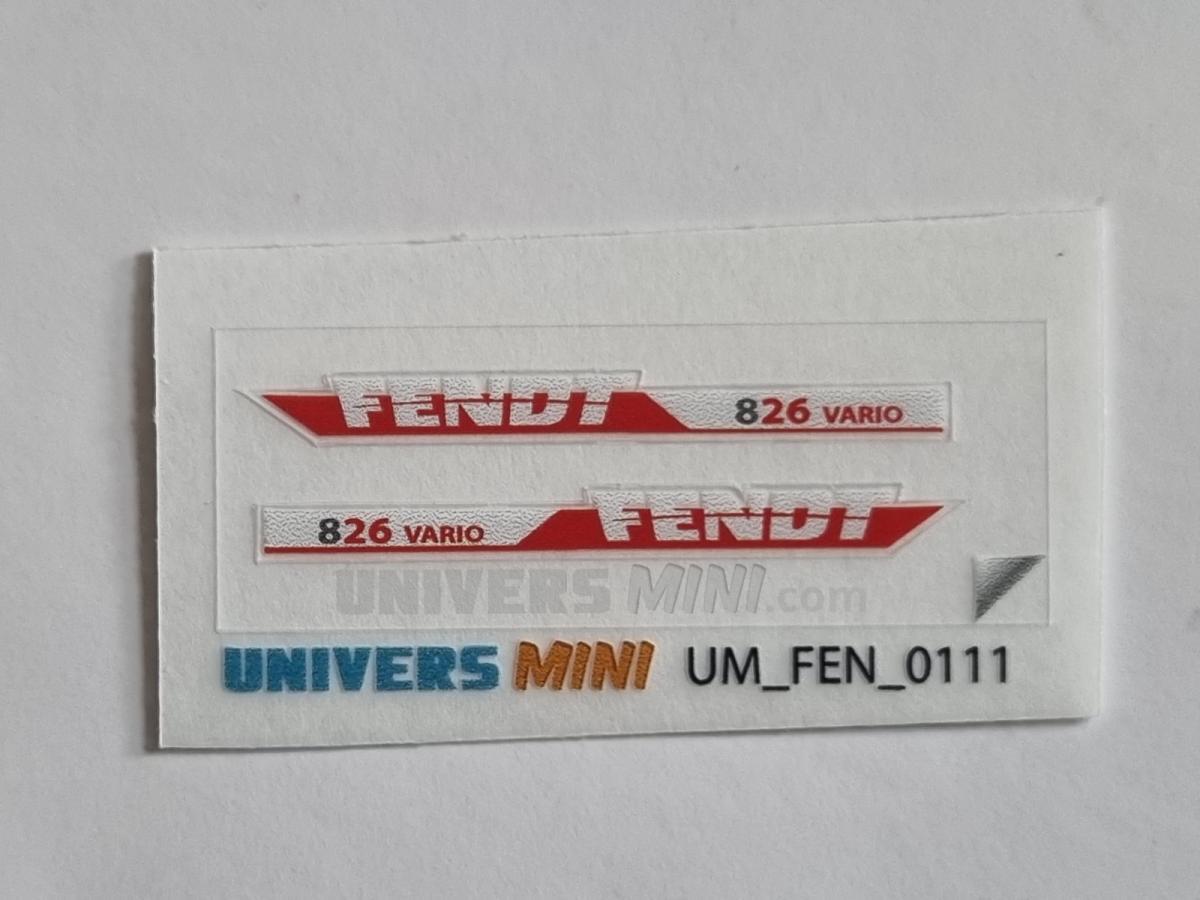 FENDT 826 VARIO
826 VARIO FENDT
UNIVERS MINI.com
UNIVERS MINI UM_FEN_0111